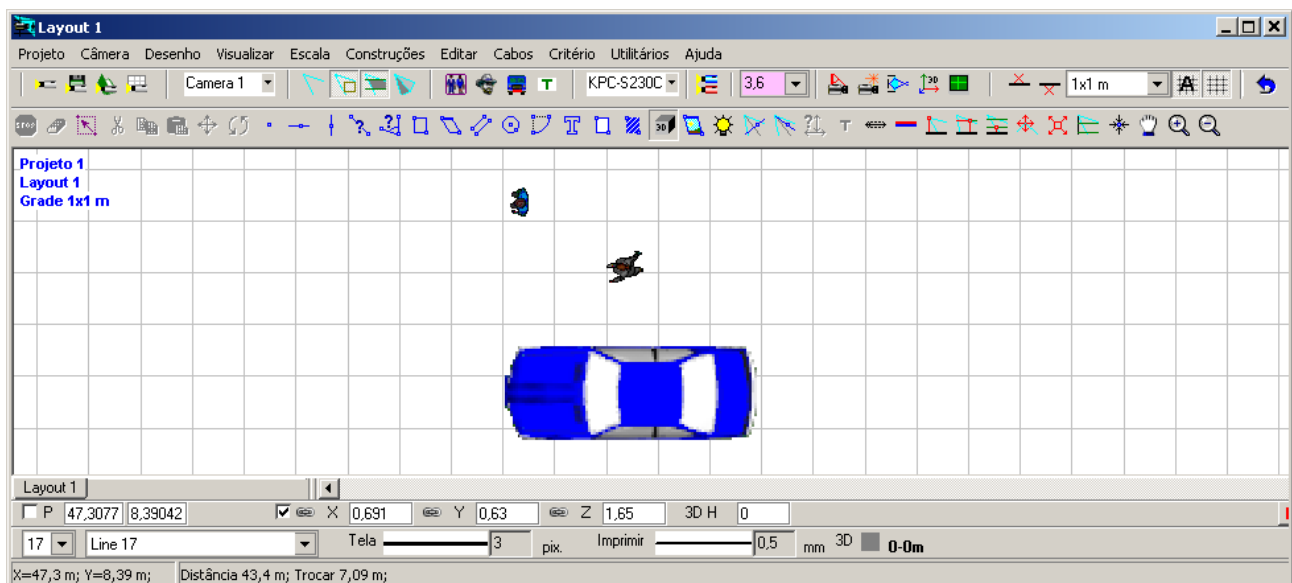 Layout 1
Projeto Câmera Desenho Visualizar Escala Construções Editar Cabos Critério Utilitários Ajuda
Camera 1 T KPC-S230C 3,6 3D 1x1 m A
STOP ? ? T 3D ? T
Projeto 1
Layout 1
Grade 1x1 m
Layout 1
P 47,3077 8,39042 X 0,691 Y 0,63 Z 1,65 3D H 0
17 Line 17 Tela 3 pix. Imprimir 0,5 mm 3D 0-0m
X=47,3 m; Y=8,39 m; Distância 43,4 m; Trocar 7,09 m;